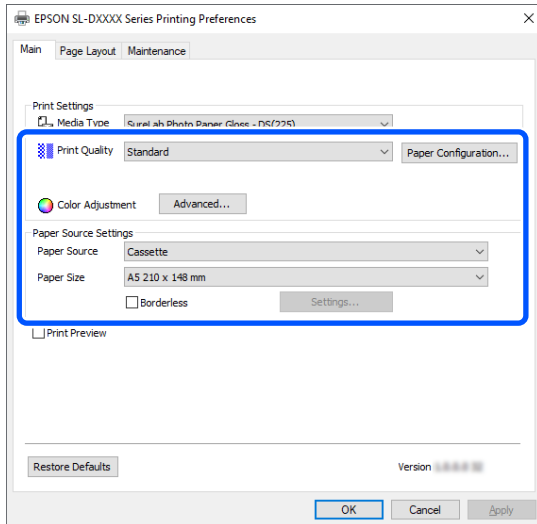 EPSON SL-DXXXX Series Printing Preferences
Main Page Layout Maintenance
Print Settings
Media Type SureLab Photo Paper Gloss - DS(225)
Print Quality Standard Paper Configuration...
Color Adjustment Advanced...
Paper Source Settings
Paper Source Cassette
Paper Size A5 210 x 148 mm
Borderless Settings...
Print Preview
Restore Defaults Version
OK Cancel Apply